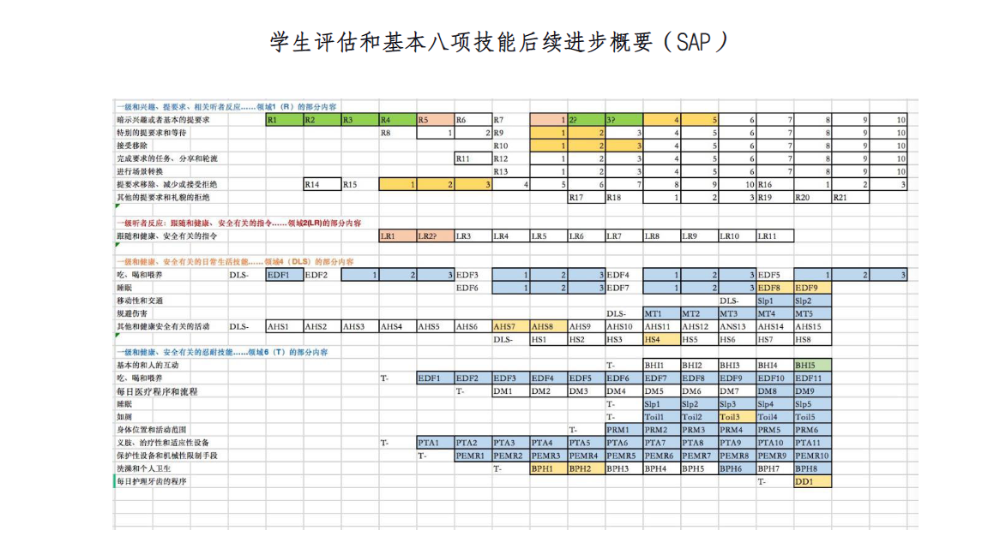 学生评估和基本八项技能后续进步概要（SAP）
一级和兴趣、提要求、相关听者反应……领域1（R）的部分内容
暗示兴趣或者基本的提要求 R1 R2 R3 R4 R5 R6 R7 1 2? 3? 4 5 6 7 8 9 10
特别的提要求和等待 R8 1 2 R9 1 2 3 4 5 6 7 8 9 10
接受移除 R10 1 2 3 4 5 6 7 8 9 10
完成要求的任务、分享和轮流 R11 R12 1 2 3 4 5 6 7 8 9 10
进行场景转换 R13 1 2 3 4 5 6 7 8 9 10
提要求移除、减少或接受拒绝 R14 R15 1 2 3 4 5 6 7 8 9 10 R16 1 2 3
其他的提要求和礼貌的拒绝 R17 R18 1 2 3 R19 R20 R21
一级听者反应：跟随和健康、安全有关的指令……领域2(LR)的部分内容
跟随和健康、安全有关的指令 LR1 LR2? LR3 LR4 LR5 LR6 LR7 LR8 LR9 LR10 LR11
一级和健康、安全有关的日常生活技能……领域4（DLS）的部分内容
吃、喝和喂养 DLS- EDF1 EDF2 1 2 3 EDF3 1 2 3 EDF4 1 2 3 EDF5 1 2 3
睡眠 EDF6 1 2 3 EDF7 1 2 3 EDF8 EDF9
移动性和交通 DLS- Slp1 Slp2
规避伤害 DLS- MT1 MT2 MT3 MT4 MT5
其他和健康安全有关的活动 DLS- AHS1 AHS2 AHS3 AHS4 AHS5 AHS6 AHS7 AHS8 AHS9 AHS10 AHS11 AHS12 ANS13 AHS14 AHS15
DLS- HS1 HS2 HS3 HS4 HS5 HS6 HS7 HS8
一级和健康、安全有关的忍耐技能……领域6（T）的部分内容
基本的和人的互动 T- BHI1 BHI2 BHI3 BHI4 BHI5
吃、喝和喂养 T- EDF1 EDF2 EDF3 EDF4 EDF5 EDF6 EDF7 EDF8 EDF9 EDF10 EDF11
每日医疗程序和流程 T- DM1 DM2 DM3 DM4 DM5 DM6 DM7 DM8 DM9
睡眠 T- Slp1 Slp2 Slp3 Slp4 Slp5
如厕 T- Toil1 Toil2 Toil3 Toil4 Toil5
身体位置和活动范围 T- PRM1 PRM2 PRM3 PRM4 PRM5 PRM6
义肢、治疗性和适应性设备 T- PTA1 PTA2 PTA3 PTA4 PTA5 PTA6 PTA7 PTA8 PTA9 PTA10 PTA11
保护性设备和机械性限制手段 T- PEMR1 PEMR2 PEMR3 PEMR4 PEMR5 PEMR6 PEMR7 PEMR8 PEMR9 PEMR10
洗澡和个人卫生 T- BPH1 BPH2 BPH3 BPH4 BPH5 BPH6 BPH7 BPH8
每日护理牙齿的程序 T- DD1